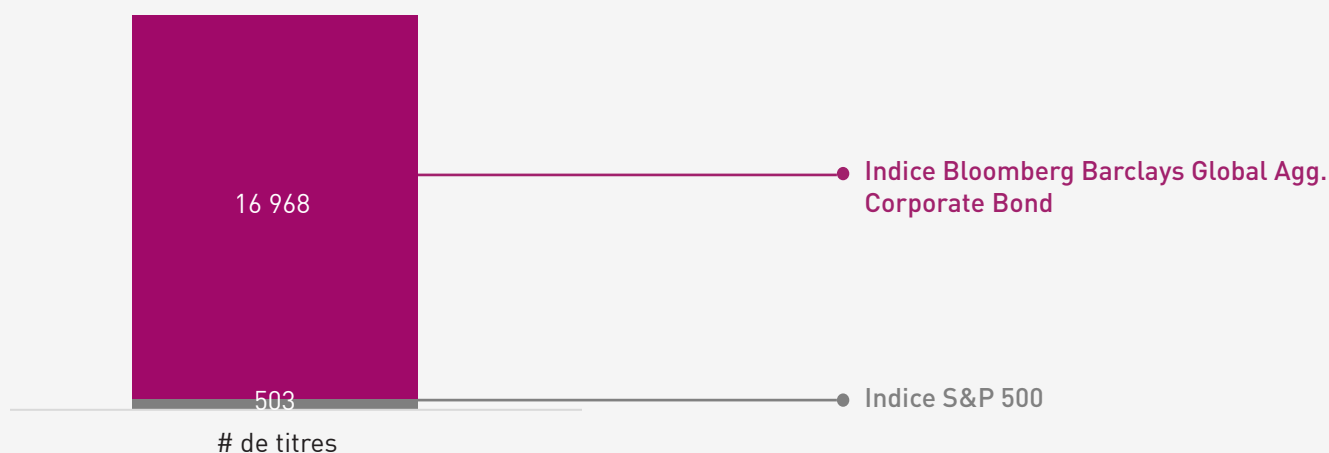 16 968
Indice Bloomberg Barclays Global Agg.
Corporate Bond
503
Indice S&P 500
# de titres